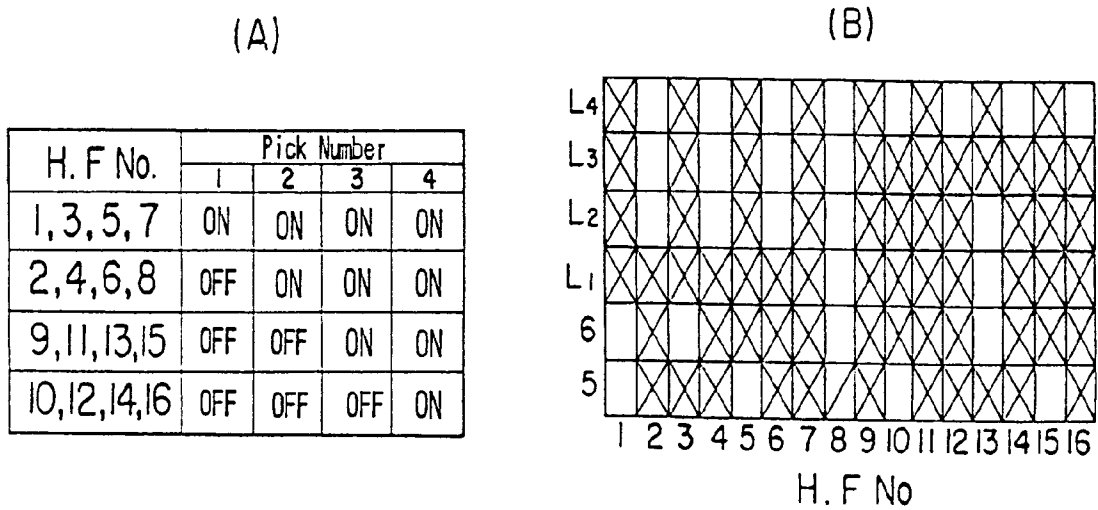 (A)
H. F No. Pick Number
1 2 3 4
1, 3, 5, 7 ON ON ON ON
2, 4, 6, 8 OFF ON ON ON
9, 11, 13, 15 OFF OFF ON ON
10, 12, 14, 16 OFF OFF OFF ON
(B)
L4
L3
L2
L1
6
5
1 2 3 4 5 6 7 8 9 10 11 12 13 14 15 16
H. F No